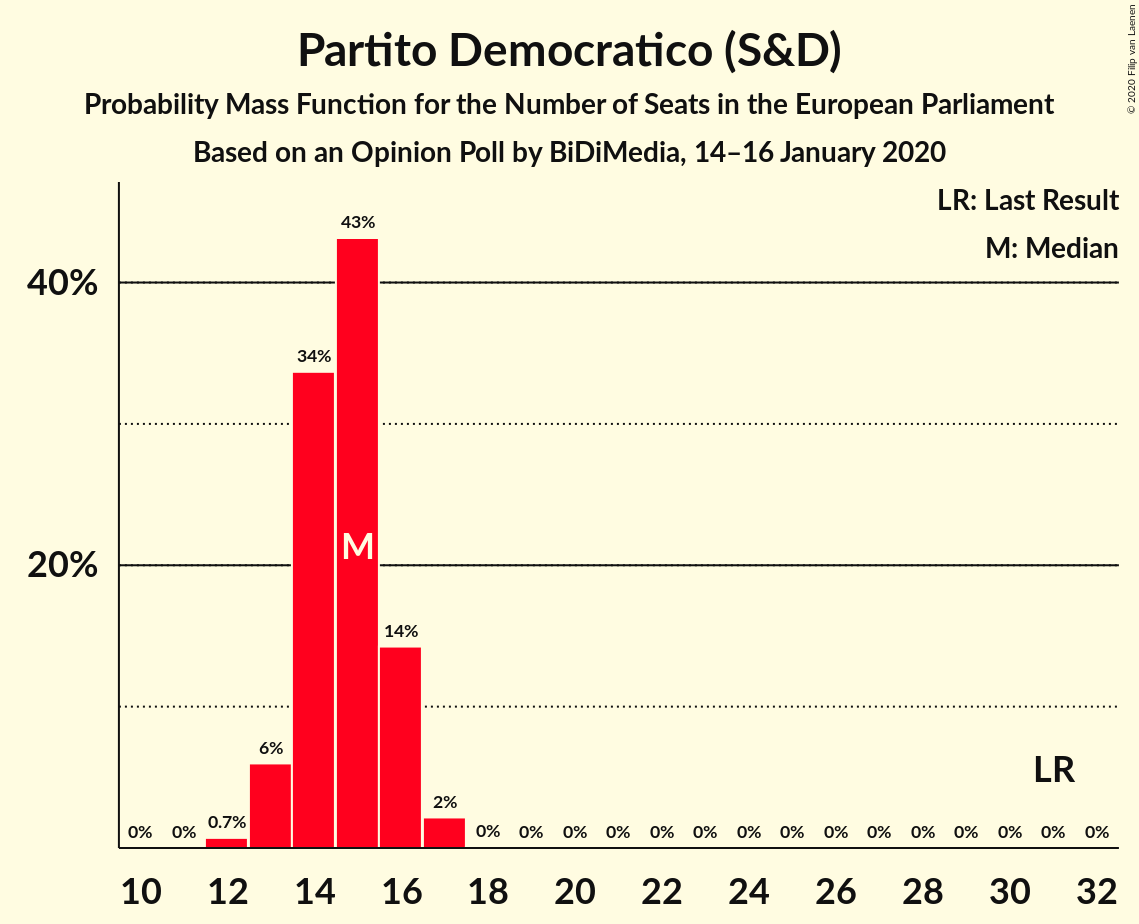 Partito Democratico (S&D)
Probability Mass Function for the Number of Seats in the European Parliament
Based on an Opinion Poll by BiDiMedia, 14–16 January 2020
© 2020 Filip van Laenen
LR: Last Result
M: Median
40%
20%
0% 0% 0.7% 6% 34% 43% 14% 2% 0% 0% 0% 0% 0% 0% 0% 0% 0% 0% 0% 0% 0% 0% 0%
M
LR
10 12 14 16 18 20 22 24 26 28 30 32